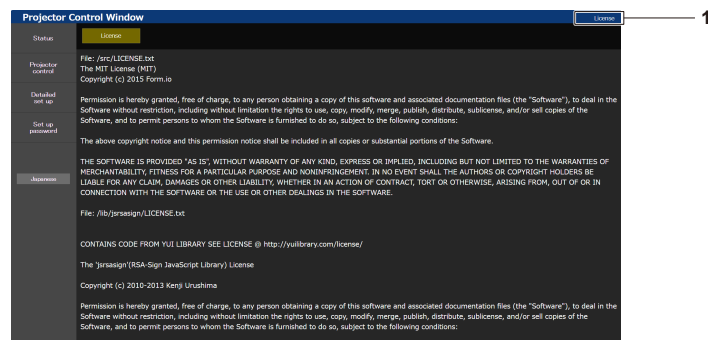 Projector Control Window
License
1
Status
License
Projector
control
Detailed
set up
Set up
password
Japanese
File: /src/LICENSE.txt
The MIT License (MIT)
Copyright (c) 2015 Form.io
Permission is hereby granted, free of charge, to any person obtaining a copy of this software and associated documentation files (the "Software"), to deal in the
Software without restriction, including without limitation the rights to use, copy, modify, merge, publish, distribute, sublicense, and/or sell copies of the
Software, and to permit persons to whom the Software is furnished to do so, subject to the following conditions:
The above copyright notice and this permission notice shall be included in all copies or substantial portions of the Software.
THE SOFTWARE IS PROVIDED "AS IS", WITHOUT WARRANTY OF ANY KIND, EXPRESS OR IMPLIED, INCLUDING BUT NOT LIMITED TO THE WARRANTIES OF
MERCHANTABILITY, FITNESS FOR A PARTICULAR PURPOSE AND NONINFRINGEMENT. IN NO EVENT SHALL THE AUTHORS OR COPYRIGHT HOLDERS BE
LIABLE FOR ANY CLAIM, DAMAGES OR OTHER LIABILITY, WHETHER IN AN ACTION OF CONTRACT, TORT OR OTHERWISE, ARISING FROM, OUT OF OR IN
CONNECTION WITH THE SOFTWARE OR THE USE OR OTHER DEALINGS IN THE SOFTWARE.
File: /lib/jsrsasign/LICENSE.txt
CONTAINS CODE FROM YUI LIBRARY SEE LICENSE @ http://yuilibrary.com/license/
The 'jsrsasign'(RSA-Sign JavaScript Library) License
Copyright (c) 2010-2013 Kenji Urushima
Permission is hereby granted, free of charge, to any person obtaining a copy of this software and associated documentation files (the "Software"), to deal in the
Software without restriction, including without limitation the rights to use, copy, modify, merge, publish, distribute, sublicense, and/or sell copies of the
Software, and to permit persons to whom the Software is furnished to do so, subject to the following conditions: